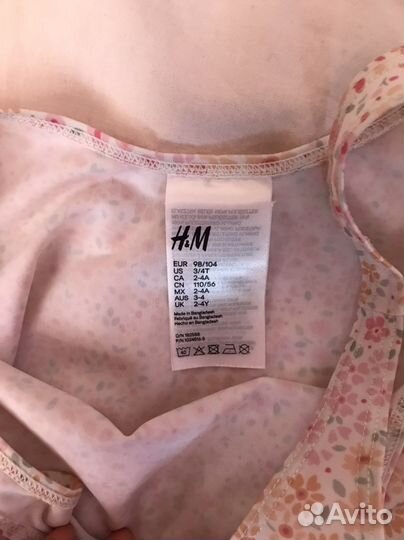 H&M
EUR 98/104
US 3/4T
CA 2-4A
CN 110/56
MX 2-4A
AUS 3-4
UK 2-4Y
Made in Bangladesh
Fabriqué au Bangladesh
Hecho en Bangladesh
40
Avito